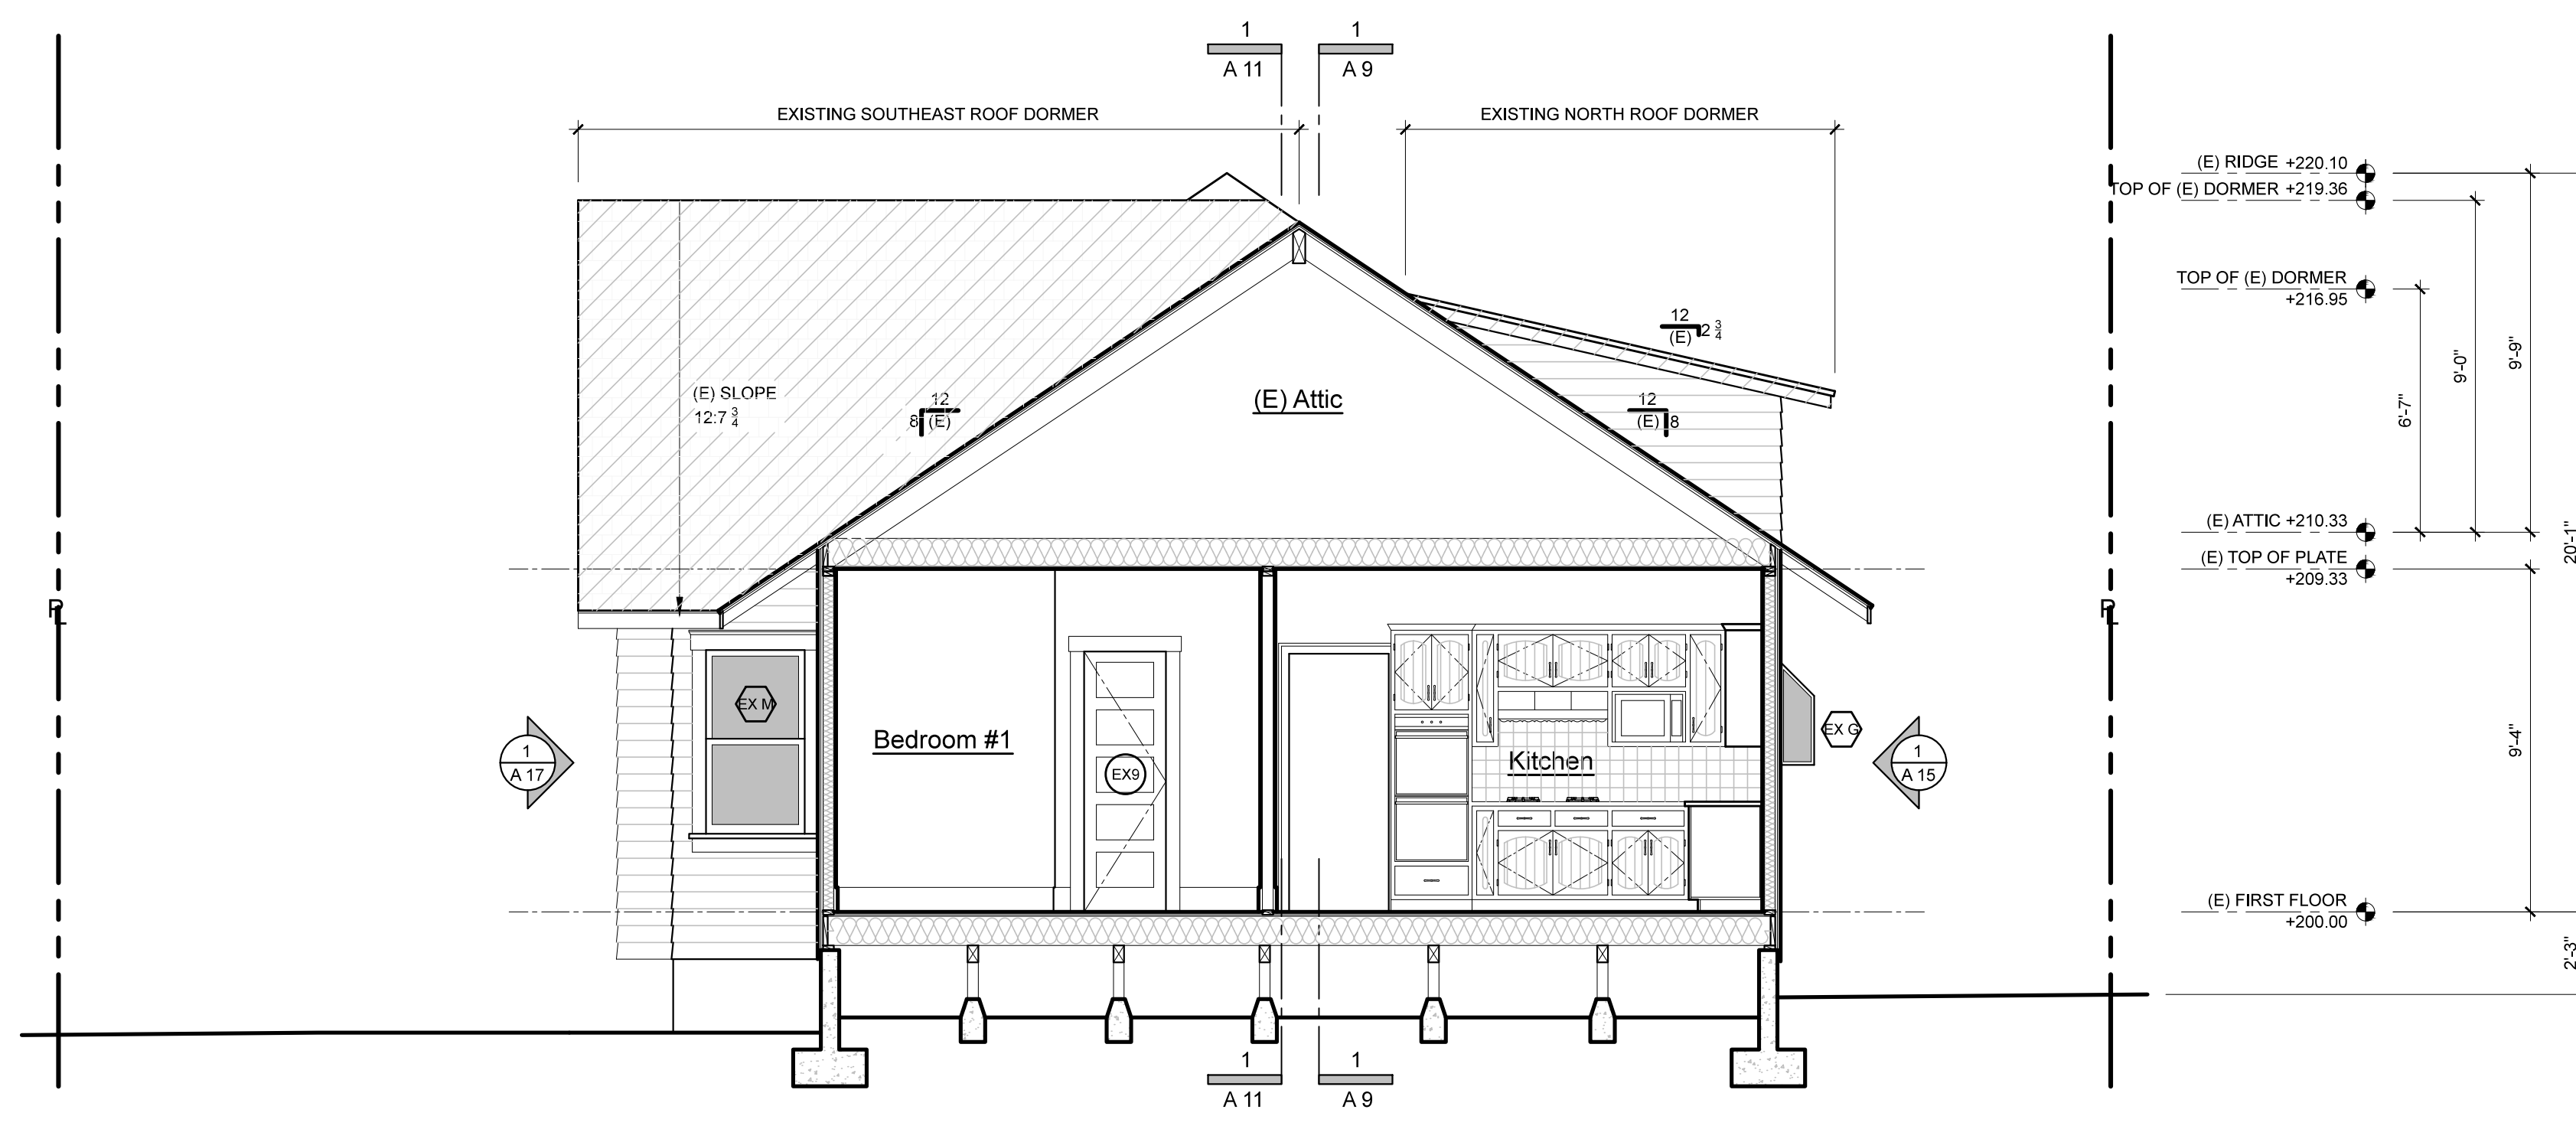 1
A 11
1
A 9
EXISTING SOUTHEAST ROOF DORMER
EXISTING NORTH ROOF DORMER
(E) RIDGE +220.10
TOP OF (E) DORMER +219.36
TOP OF (E) DORMER
+216.95
12
(E) 2 3/4
9'-9"
9'-0"
6'-7"
(E) SLOPE
12:7 3/4
12
8 (E)
(E) Attic
12
(E) 8
(E) ATTIC +210.33
(E) TOP OF PLATE
+209.33
20'-1"
PL
PL
EX M
Bedroom #1
EX9
Kitchen
EX G
1
A 17
1
A 15
9'-4"
(E) FIRST FLOOR
+200.00
2'-3"
1
A 11
1
A 9